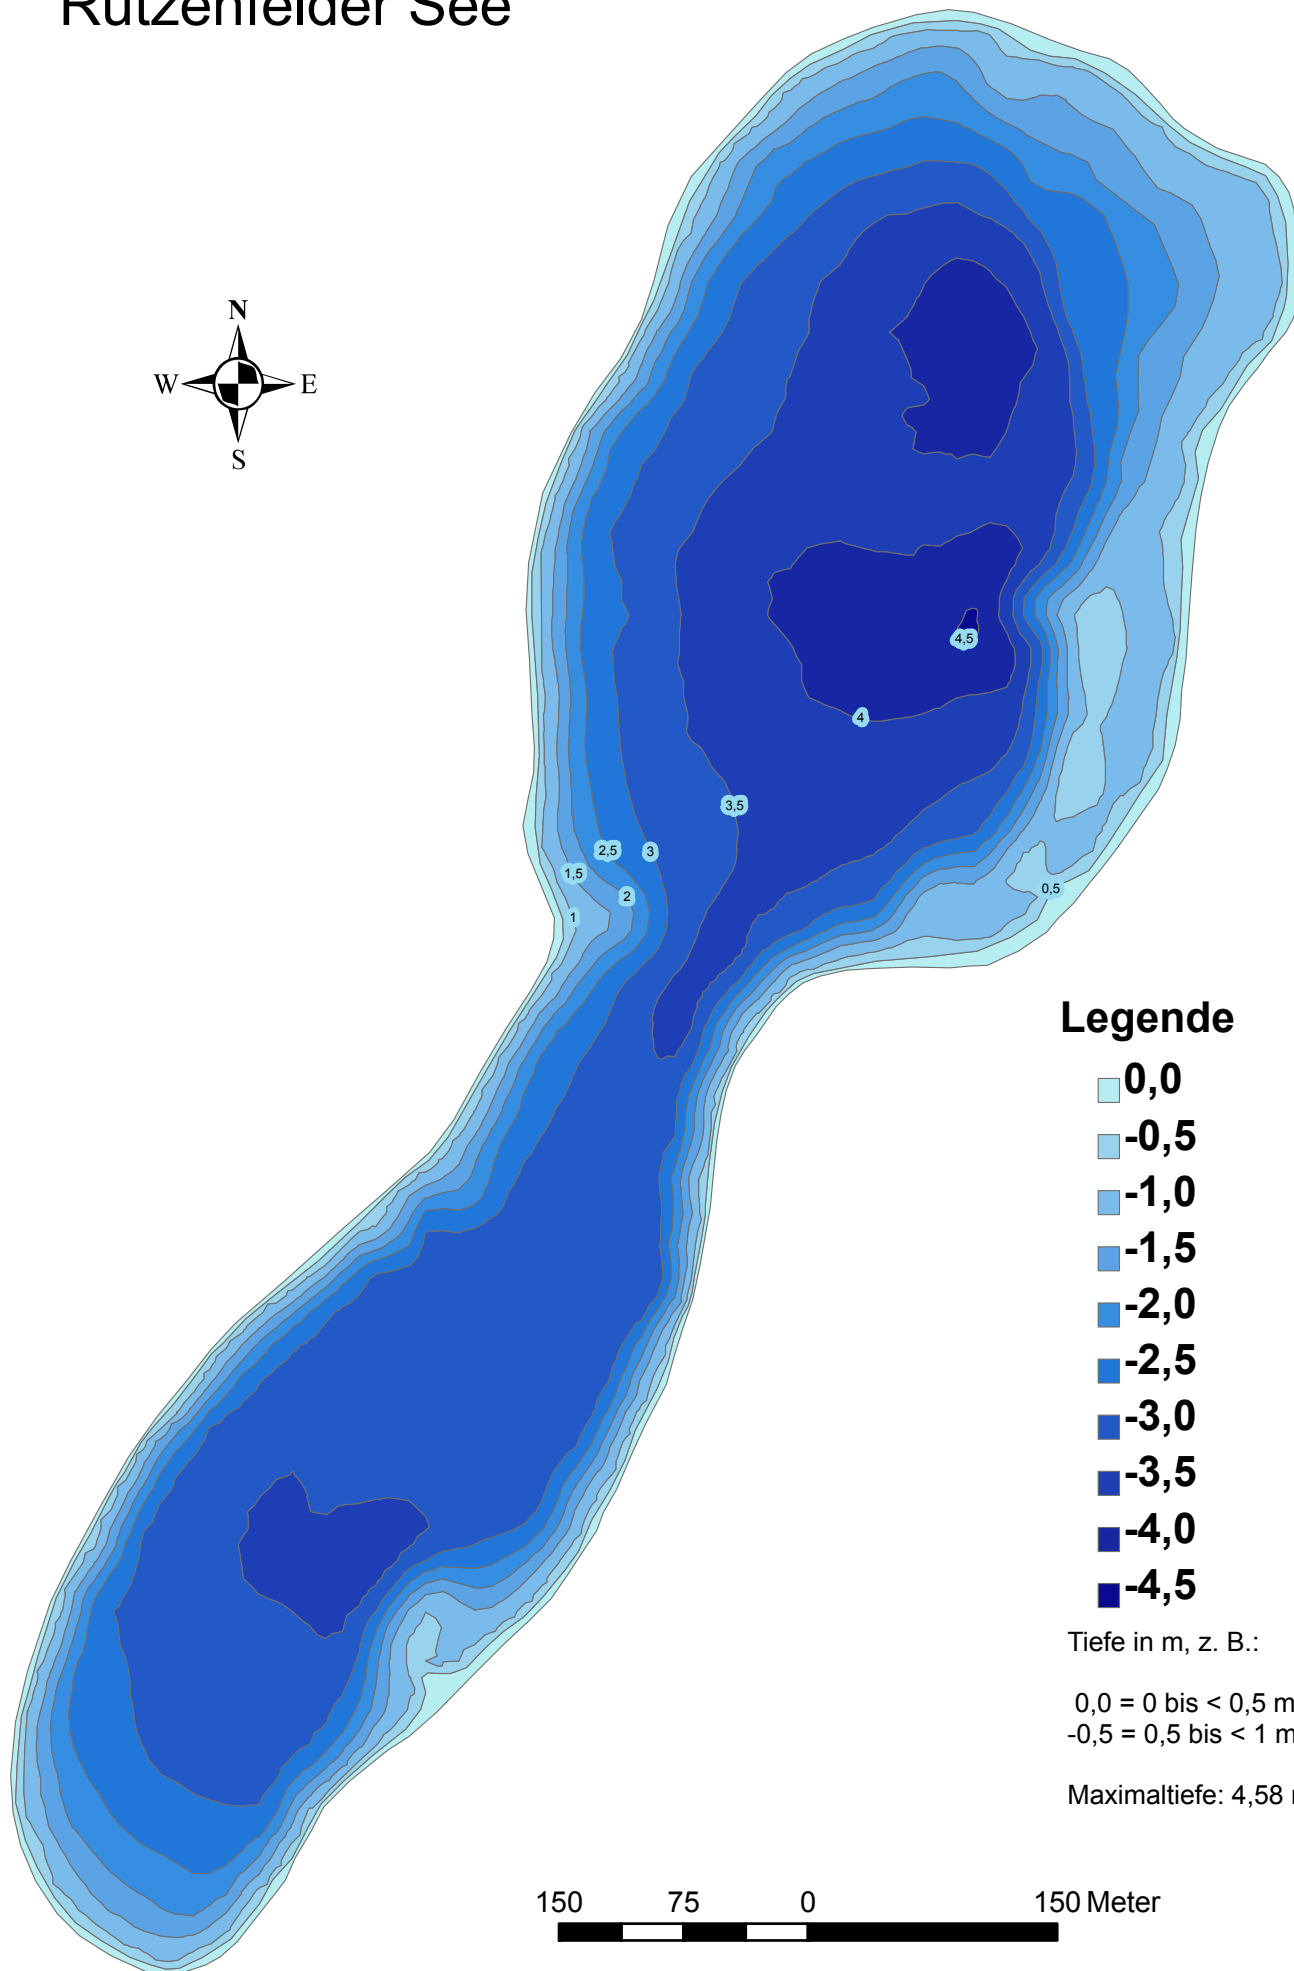 Rutzenfelder See
N
W E
S
4,5
4
3,5
2,5
3
1,5
2
0,5
1
Legende
0,0
-0,5
-1,0
-1,5
-2,0
-2,5
-3,0
-3,5
-4,0
-4,5
Tiefe in m, z. B.:
0,0 = 0 bis < 0,5 m
-0,5 = 0,5 bis < 1 m
Maximaltiefe: 4,58
150 75 0 150 Meter